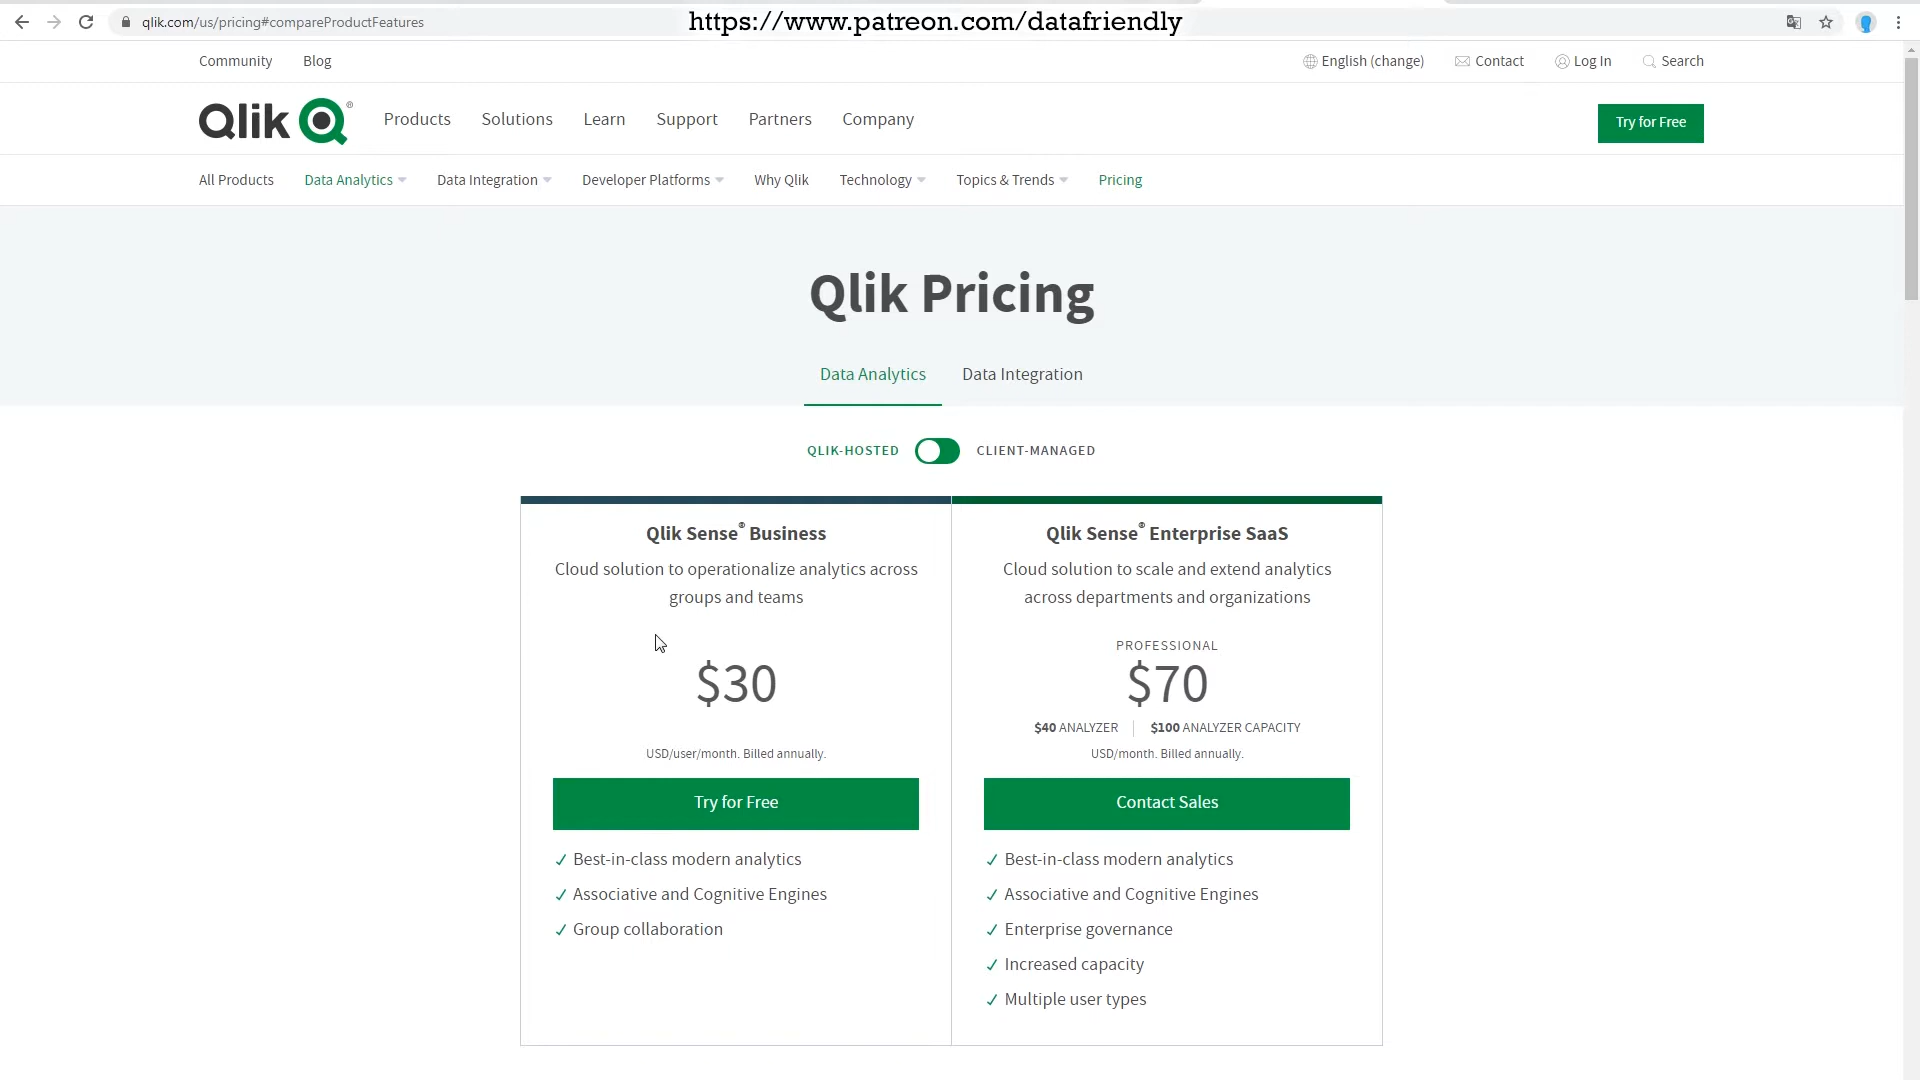 qlik.com/us/pricing#compareProductFeatures
https://www.patreon.com/datafriendly
Community Blog
English (change) Contact Log In Search
Qlik ®
Products Solutions Learn Support Partners Company
Try for Free
All Products Data Analytics Data Integration Developer Platforms Why Qlik Technology Topics & Trends Pricing
Qlik Pricing
Data Analytics Data Integration
QLIK-HOSTED CLIENT-MANAGED
Qlik Sense® Business
Cloud solution to operationalize analytics across
groups and teams
$30
USD/user/month. Billed annually.
Try for Free
✓ Best-in-class modern analytics
✓ Associative and Cognitive Engines
✓ Group collaboration
Qlik Sense® Enterprise SaaS
Cloud solution to scale and extend analytics
across departments and organizations
PROFESSIONAL
$70
$40 ANALYZER $100 ANALYZER CAPACITY
USD/month. Billed annually.
Contact Sales
✓ Best-in-class modern analytics
✓ Associative and Cognitive Engines
✓ Enterprise governance
✓ Increased capacity
✓ Multiple user types